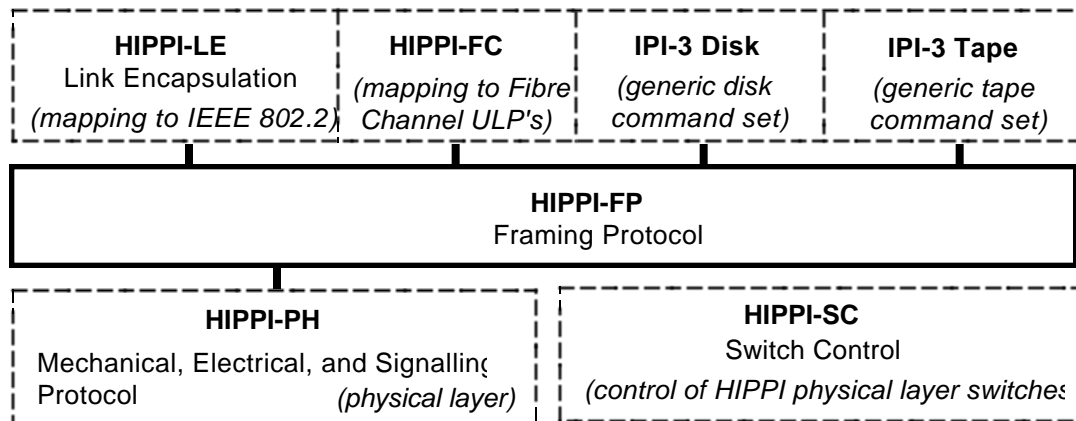 HIPPI-LE
Link Encapsulation
(mapping to IEEE 802.2)
HIPPI-FC
(mapping to Fibre
Channel ULP's)
IPI-3 Disk
(generic disk
command set)
IPI-3 Tape
(generic tape
command set)
HIPPI-FP
Framing Protocol
HIPPI-PH
Mechanical, Electrical, and Signalling
Protocol (physical layer)
HIPPI-SC
Switch Control
(control of HIPPI physical layer switches